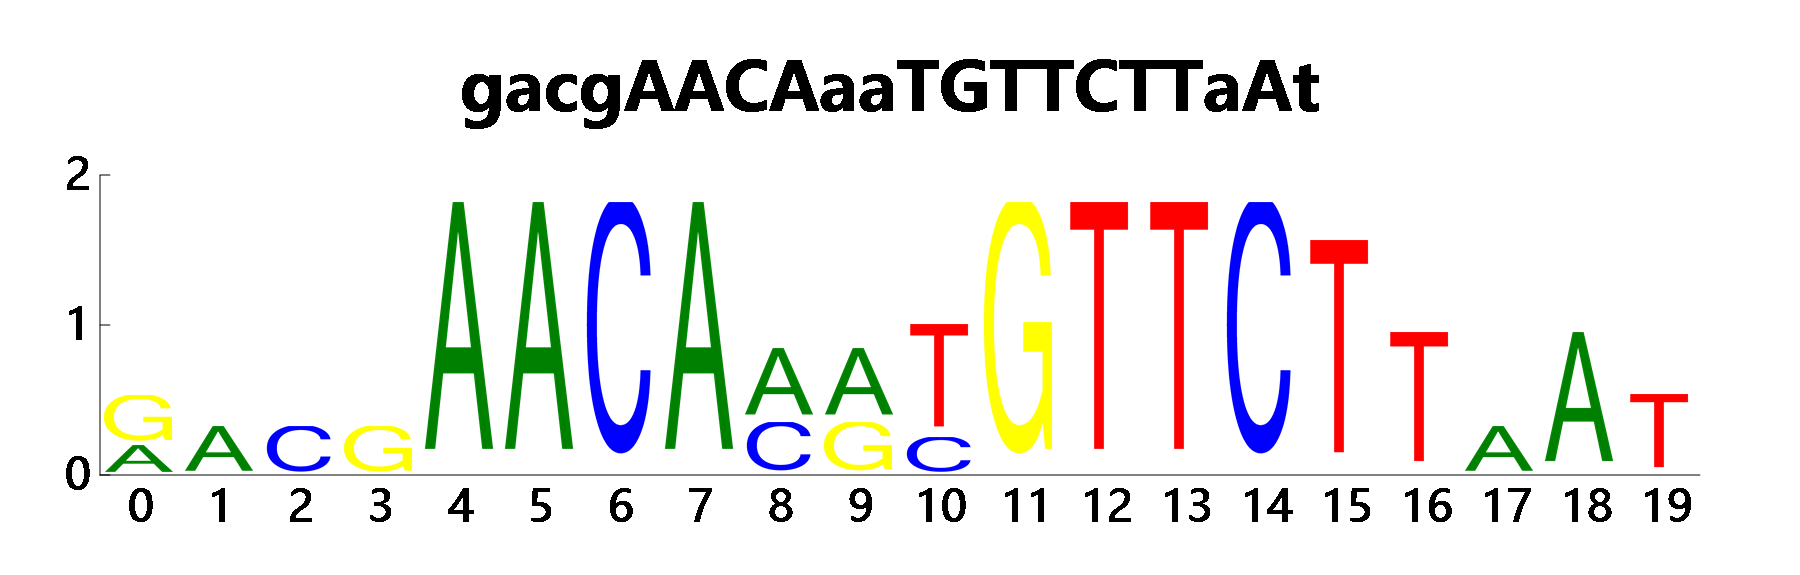 gacgAACAaaTGTTCTTaAt
2
1
0
G A C G A A C A A A T G T T C T T A A T
A C G C
0 1 2 3 4 5 6 7 8 9 10 11 12 13 14 15 16 17 18 19